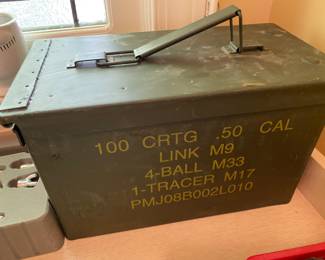 100 CRTG .50 CAL
LINK M9
4-BALL M33
1-TRACER M17
PMJ08B002L010